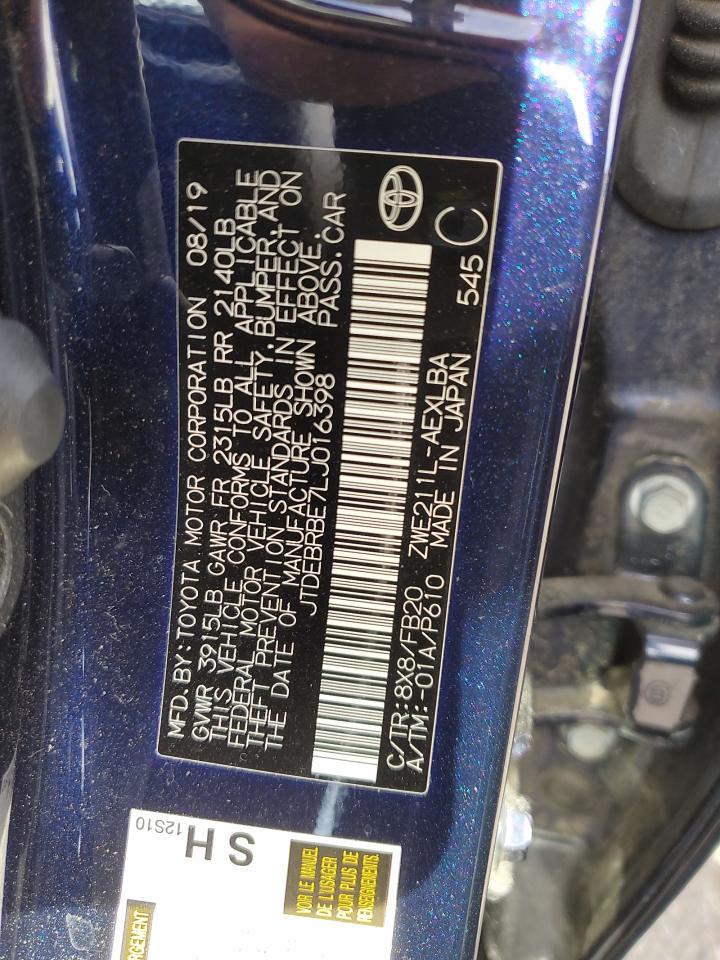 MFD.BY:TOYOTA MOTOR CORPORATION 08/19
GVWR 3915LB GAWR FR 2315LB RR 2140LB
THIS VEHICLE CONFORMS TO ALL APPLICABLE
FEDERAL MOTOR VEHICLE SAFETY,BUMPER,AND
THEFT PREVENTION STANDARDS IN EFFECT ON
THE DATE OF MANUFACTURE SHOWN ABOVE.
JTDEBRBE7LJ016398 PASS.CAR
C/TR:8X8/FB20 ZWE211L-AEXLBA
A/TM:-01A/P610 MADE IN JAPAN
545 C
SH
12S10
VOIR LE MANUEL
DE L'USAGER
POUR PLUS DE
RENSEIGNEMENTS.